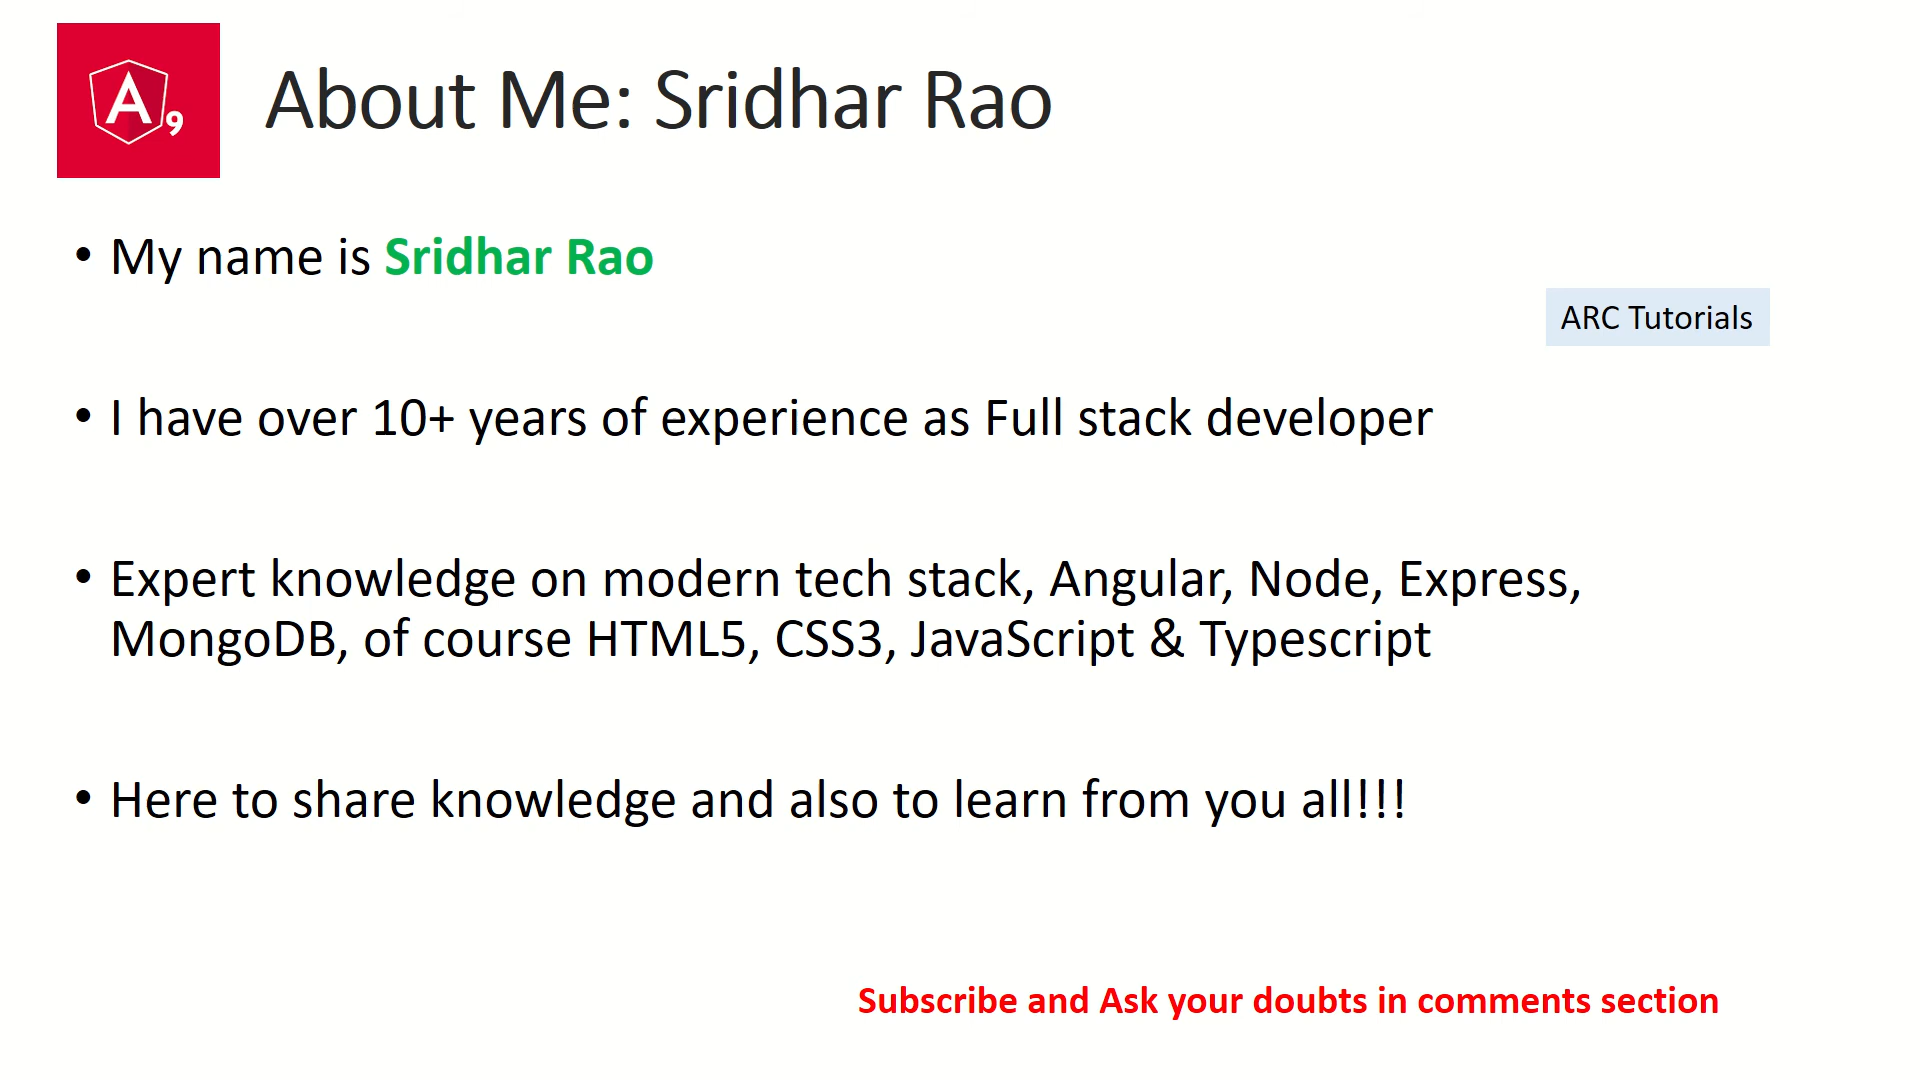 A9
About Me: Sridhar Rao
• My name is Sridhar Rao
ARC Tutorials
• I have over 10+ years of experience as Full stack developer
• Expert knowledge on modern tech stack, Angular, Node, Express,
MongoDB, of course HTML5, CSS3, JavaScript & Typescript
• Here to share knowledge and also to learn from you all!!!
Subscribe and Ask your doubts in comments section